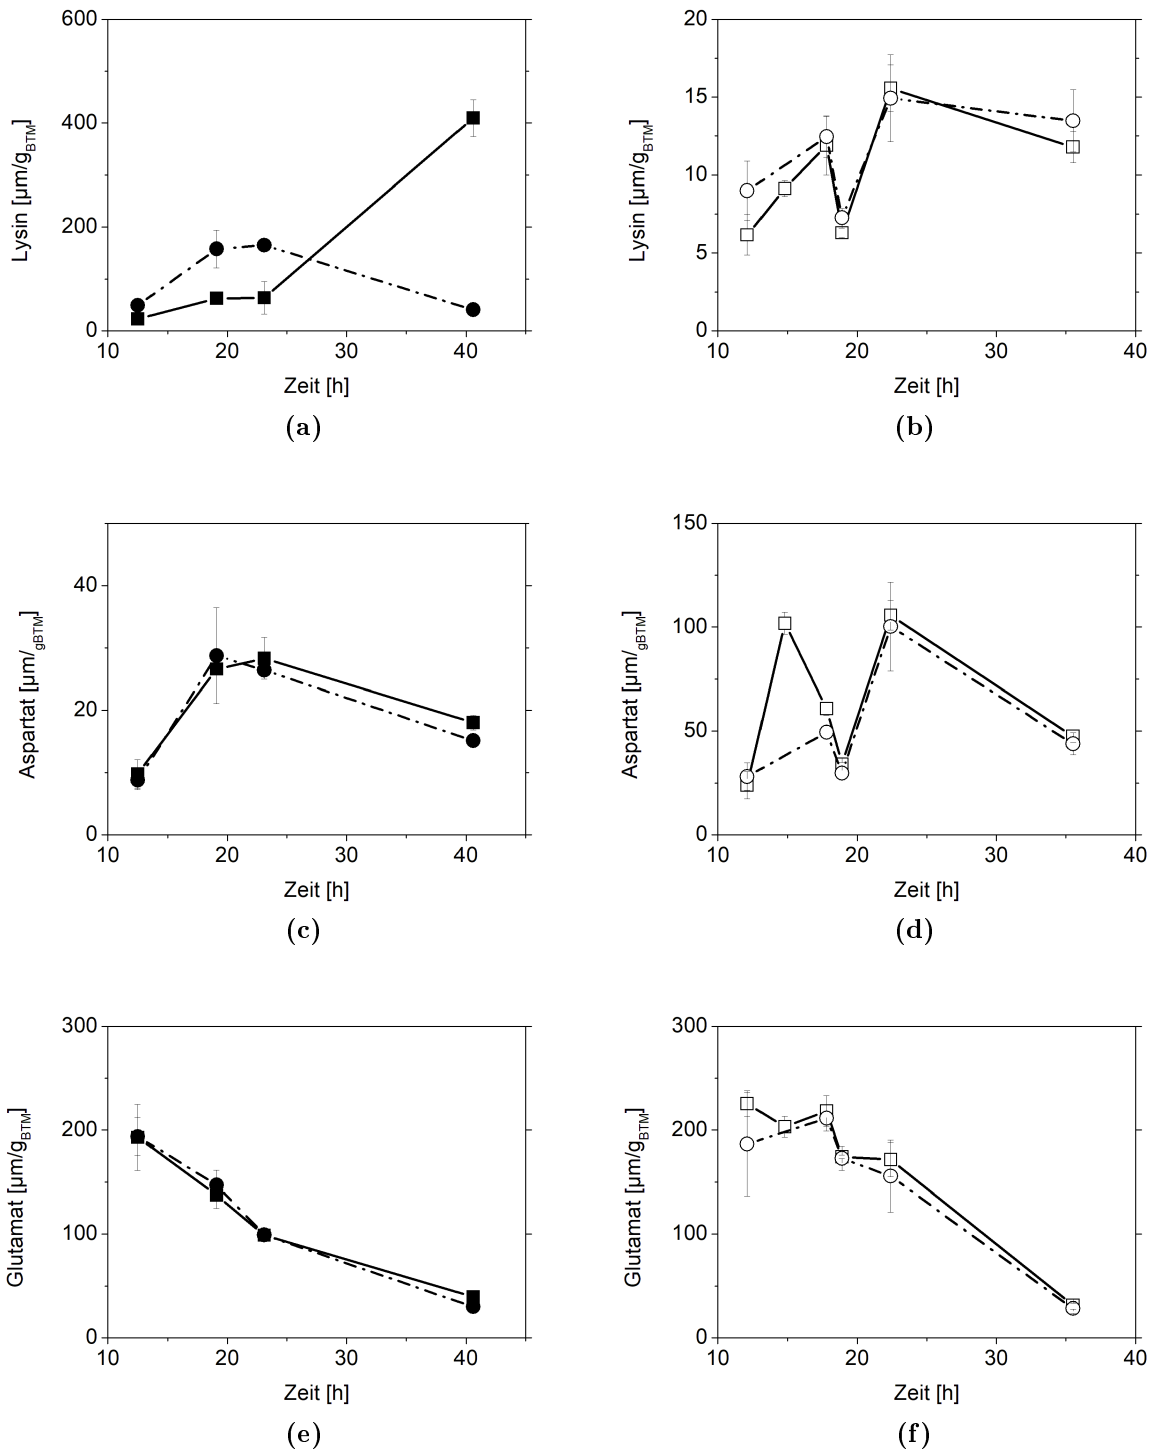 600
400
200
0
10 20 30 40
Lysin [µm/gBTM]
Zeit [h]
(a)
20
15
10
5
0
10 20 30 40
Lysin [µm/gBTM]
Zeit [h]
(b)
40
20
0
10 20 30 40
Aspartat [µm/gBTM]
Zeit [h]
(c)
150
100
50
0
10 20 30 40
Aspartat [µm/gBTM]
Zeit [h]
(d)
300
200
100
0
10 20 30 40
Glutamat [µm/gBTM]
Zeit [h]
(e)
300
200
100
0
10 20 30 40
Glutamat [µm/gBTM]
Zeit [h]
(f)